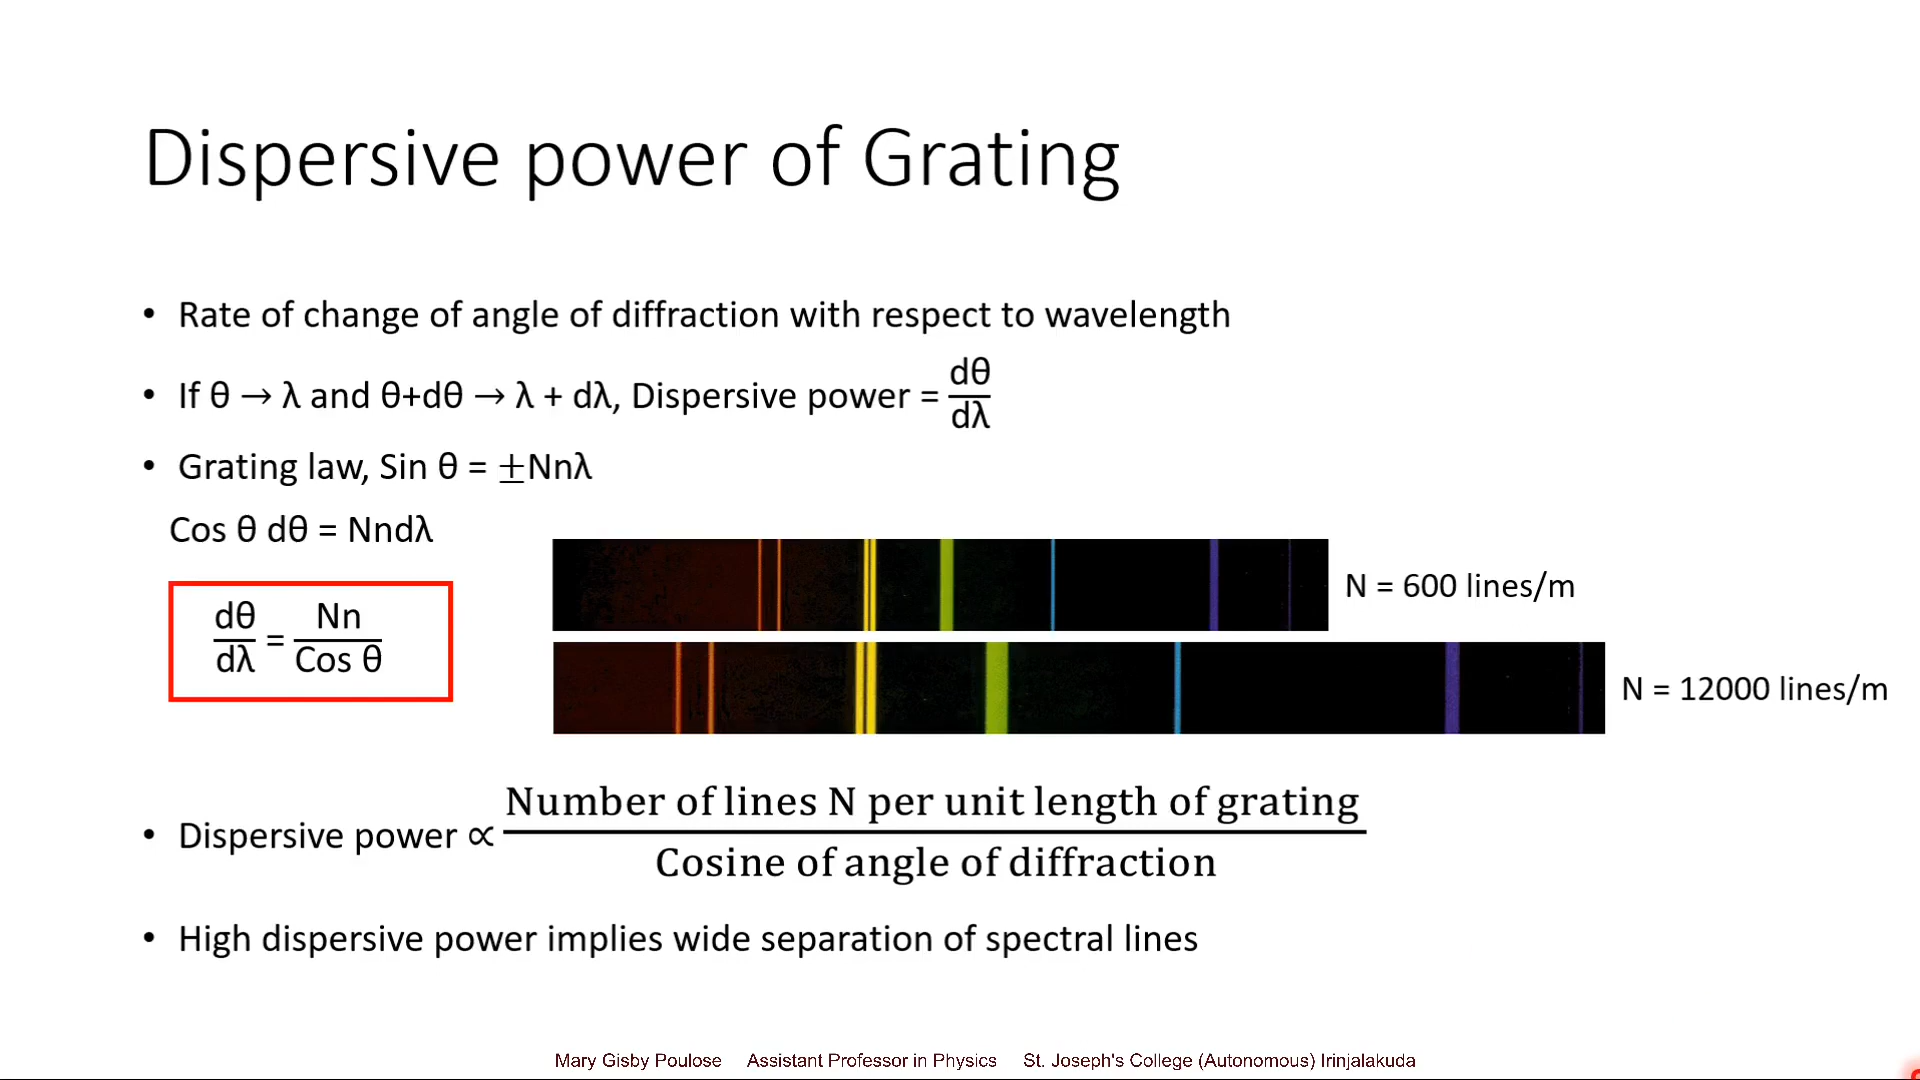 Dispersive power of Grating
• Rate of change of angle of diffraction with respect to wavelength
• If θ → λ and θ+dθ → λ + dλ, Dispersive power = dθ/dλ
• Grating law, Sin θ = ±Nnλ
Cos θ dθ = Nndλ
dθ/dλ = Nn/Cos θ
N = 600 lines/m
N = 12000 lines/m
• Dispersive power ∝ Number of lines N per unit length of grating/Cosine of angle of diffraction
• High dispersive power implies wide separation of spectral lines
Mary Gisby Poulose Assistant Professor in Physics St. Joseph's College (Autonomous) Irinjalakuda